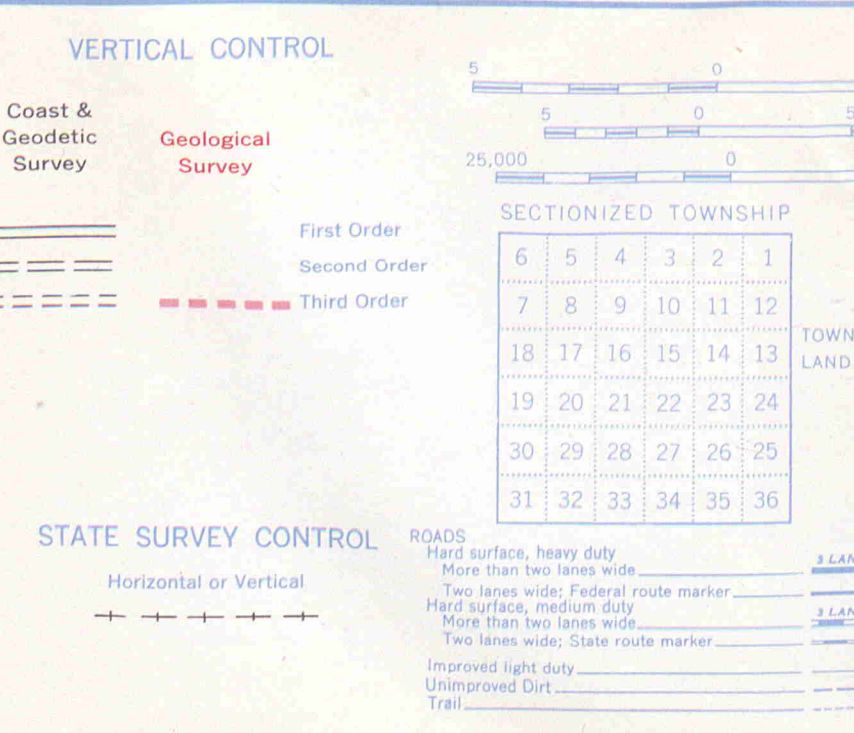 VERTICAL CONTROL
Coast &
Geodetic
Survey
Geological
Survey
First Order
Second Order
Third Order
STATE SURVEY CONTROL
Horizontal or Vertical
5 0
5 0 5
25,000 0
SECTIONIZED TOWNSHIP
6 5 4 3 2 1
7 8 9 10 11 12
18 17 16 15 14 13
19 20 21 22 23 24
30 29 28 27 26 25
31 32 33 34 35 36
TOWN
LAND
ROADS
Hard surface, heavy duty
More than two lanes wide 3 LAN
Two lanes wide; Federal route marker
Hard surface, medium duty
More than two lanes wide 3 LAN
Two lanes wide; State route marker
Improved light duty
Unimproved Dirt
Trail